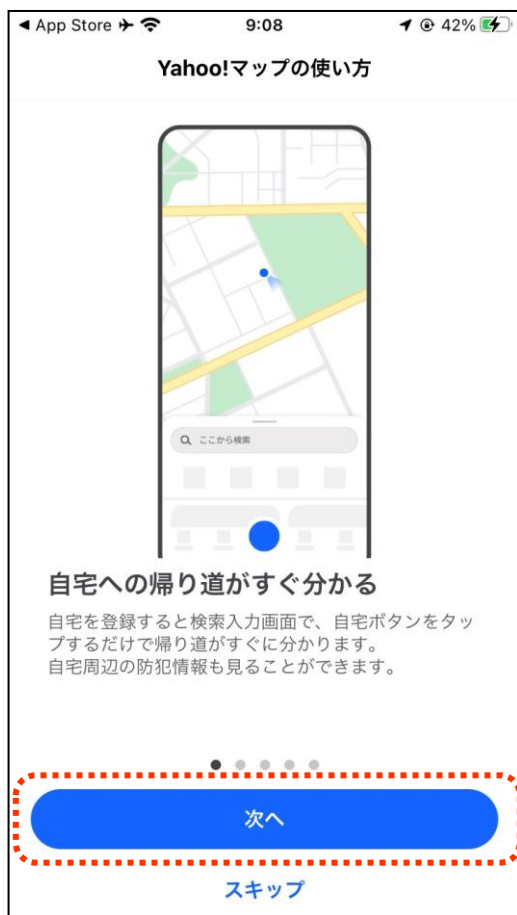 App Store 9:08 42%
Yahoo!マップの使い方
ここから検索
自宅への帰り道がすぐ分かる
自宅を登録すると検索入力画面で、自宅ボタンをタッ
プするだけで帰り道がすぐに分かります。
自宅周辺の防犯情報も見ることができます。
次へ
スキップ